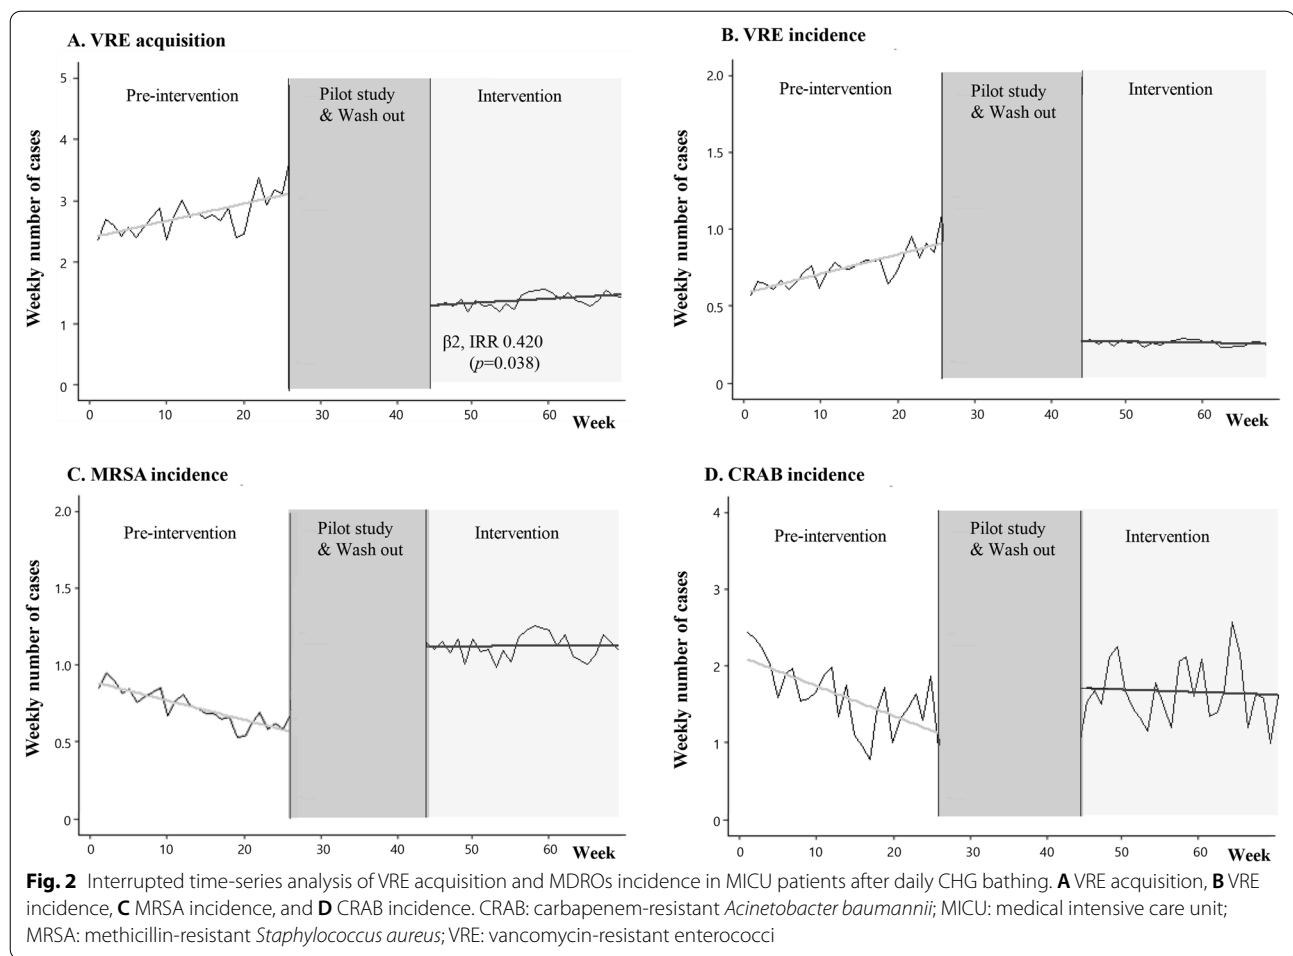 A. VRE acquisition
5
4
3
2
1
0
Weekly number of cases
Pre-intervention
Pilot study
& Wash out
Intervention
β2, IRR 0.420
(p=0.038)
0 10 20 30 40 50 60
Week
B. VRE incidence
2.0
1.5
1.0
0.5
0
Weekly number of cases
Pre-intervention
Pilot study
& Wash out
Intervention
0 10 20 30 40 50 60
Week
C. MRSA incidence
2.0
1.5
1.0
0.5
0
Weekly number of cases
Pre-intervention
Pilot study
& Wash out
Intervention
0 10 20 30 40 50 60
Week
D. CRAB incidence
4
3
2
1
0
Weekly number of cases
Pre-intervention
Pilot study
& Wash out
Intervention
0 10 20 30 40 50 60
Week
Fig. 2 Interrupted time-series analysis of VRE acquisition and MDROs incidence in MICU patients after daily CHG bathing. A VRE acquisition, B VRE
incidence, C MRSA incidence, and D CRAB incidence. CRAB: carbapenem-resistant Acinetobacter baumannii; MICU: medical intensive care unit;
MRSA: methicillin-resistant Staphylococcus aureus; VRE: vancomycin-resistant enterococci